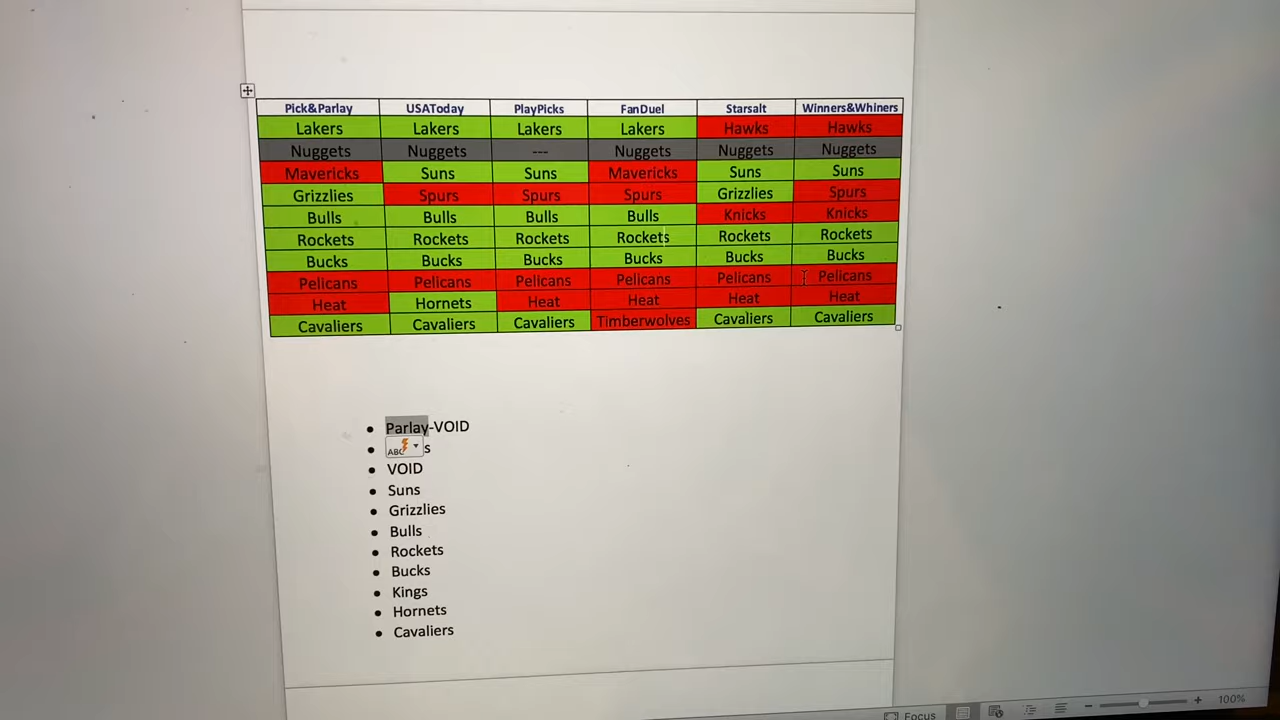 Pick&Parlay USAToday PlayPicks FanDuel Starsalt Winners&Whiners
Lakers Lakers Lakers Lakers Hawks Hawks
Nuggets Nuggets --- Nuggets Nuggets Nuggets
Mavericks Suns Suns Mavericks Suns Suns
Grizzlies Spurs Spurs Spurs Grizzlies Spurs
Bulls Bulls Bulls Bulls Knicks Knicks
Rockets Rockets Rockets Rockets Rockets Rockets
Bucks Bucks Bucks Bucks Bucks Bucks
Pelicans Pelicans Pelicans Pelicans Pelicans Pelicans
Heat Hornets Heat Heat Heat Heat
Cavaliers Cavaliers Cavaliers Timberwolves Cavaliers Cavaliers
Parlay-VOID
ABC s
VOID
Suns
Grizzlies
Bulls
Rockets
Bucks
Kings
Hornets
Cavaliers
Focus 100%